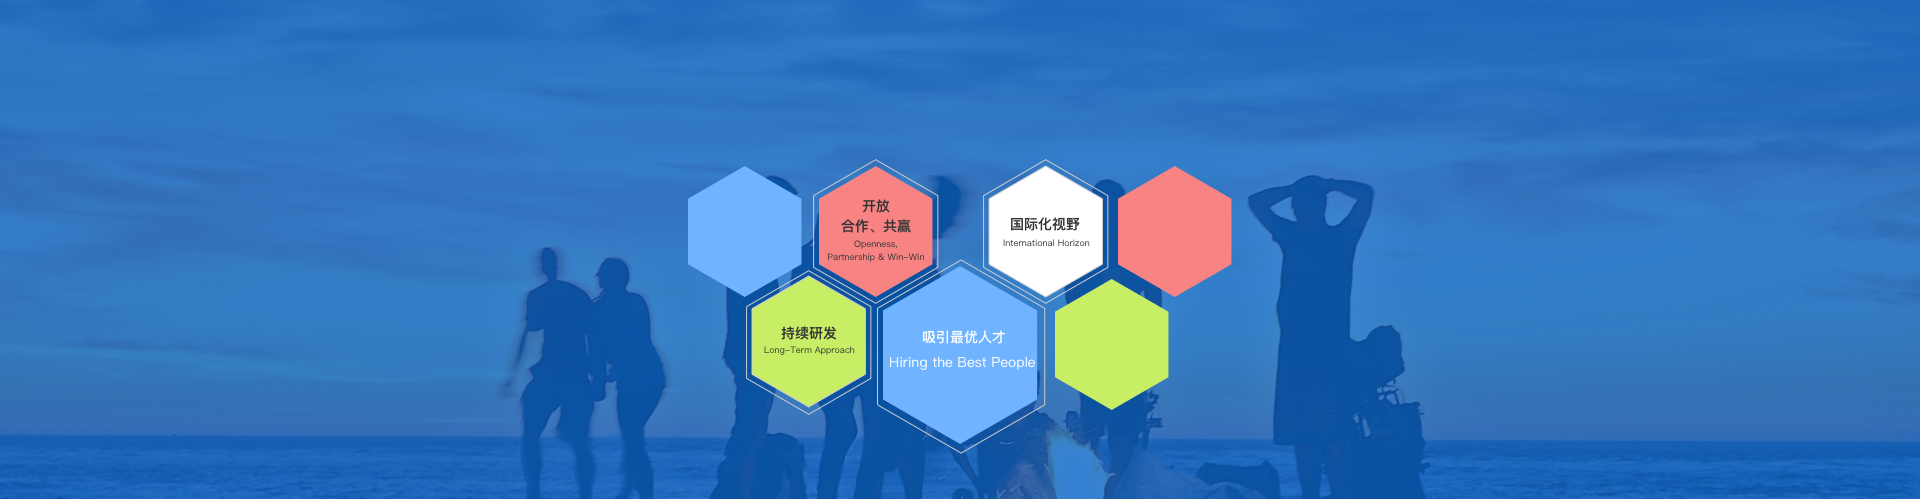 开放
合作、共赢
Openness,
Partnership & Win-Win
国际化视野
International Horizon
持续研发
Long-Term Approach
吸引最优人才
Hiring the Best People